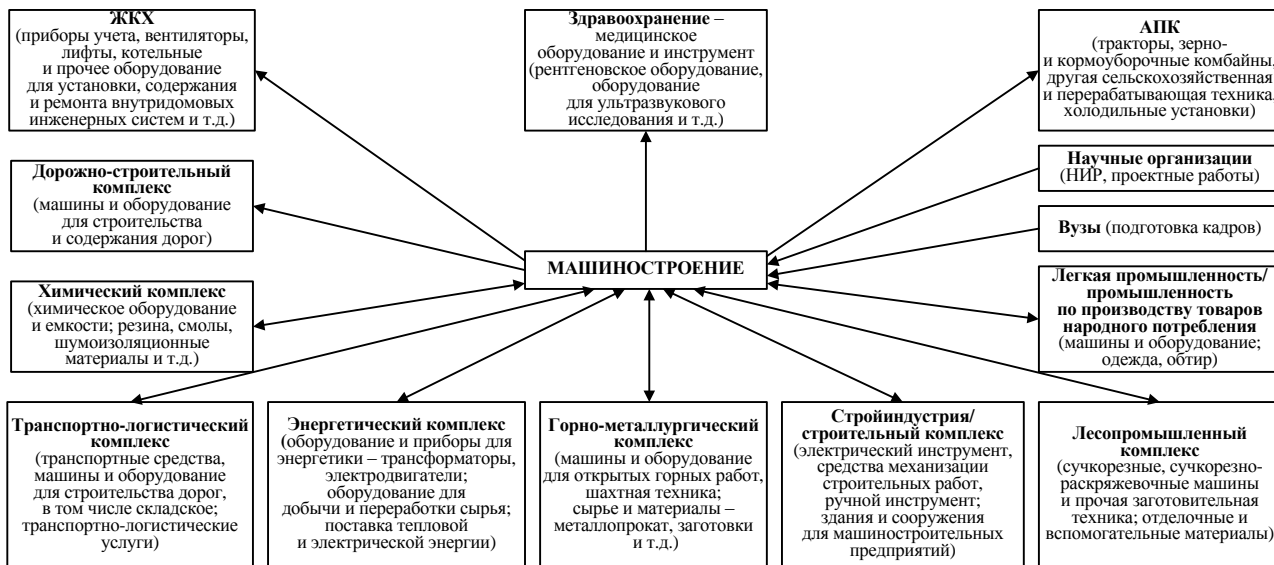 ЖКХ
(приборы учета, вентиляторы,
лифты, котельные
и прочее оборудование
для установки, содержания
и ремонта внутридомовых
инженерных систем и т.д.)
Здравоохранение –
медицинское
оборудование и инструмент
(рентгеновское оборудование,
оборудование
для ультразвукового
исследования и т.д.)
АПК
(тракторы, зерно-
и кормоуборочные комбайны,
другая сельскохозяйственная
и перерабатывающая техника,
холодильные установки)
Дорожно-строительный
комплекс
(машины и оборудование
для строительства
и содержания дорог)
Научные организации
(НИР, проектные работы)
Вузы (подготовка кадров)
МАШИНОСТРОЕНИЕ
Химический комплекс
(химическое оборудование
и емкости; резина, смолы,
шумоизоляционные
материалы и т.д.)
Легкая промышленность/
промышленность
по производству товаров
народного потребления
(машины и оборудование;
одежда, обтир)
Транспортно-логистический
комплекс
(транспортные средства,
машины и оборудование
для строительства дорог,
в том числе складское;
транспортно-логистические
услуги)
Энергетический комплекс
(оборудование и приборы для
энергетики – трансформаторы,
электродвигатели;
оборудование для
добычи и переработки сырья;
поставка тепловой
и электрической энергии)
Горно-металлургический
комплекс
(машины и оборудование
для открытых горных работ,
шахтная техника;
сырье и материалы –
металлопрокат, заготовки
и т.д.)
Стройиндустрия/
строительный комплекс
(электрический инструмент,
средства механизации
строительных работ,
ручной инструмент;
здания и сооружения
для машиностроительных
предприятий)
Лесопромышленный
комплекс
(сучкорезные, сучкорезно-
раскряжевочные машины
и прочая заготовительная
техника; отделочные и
вспомогательные материалы)